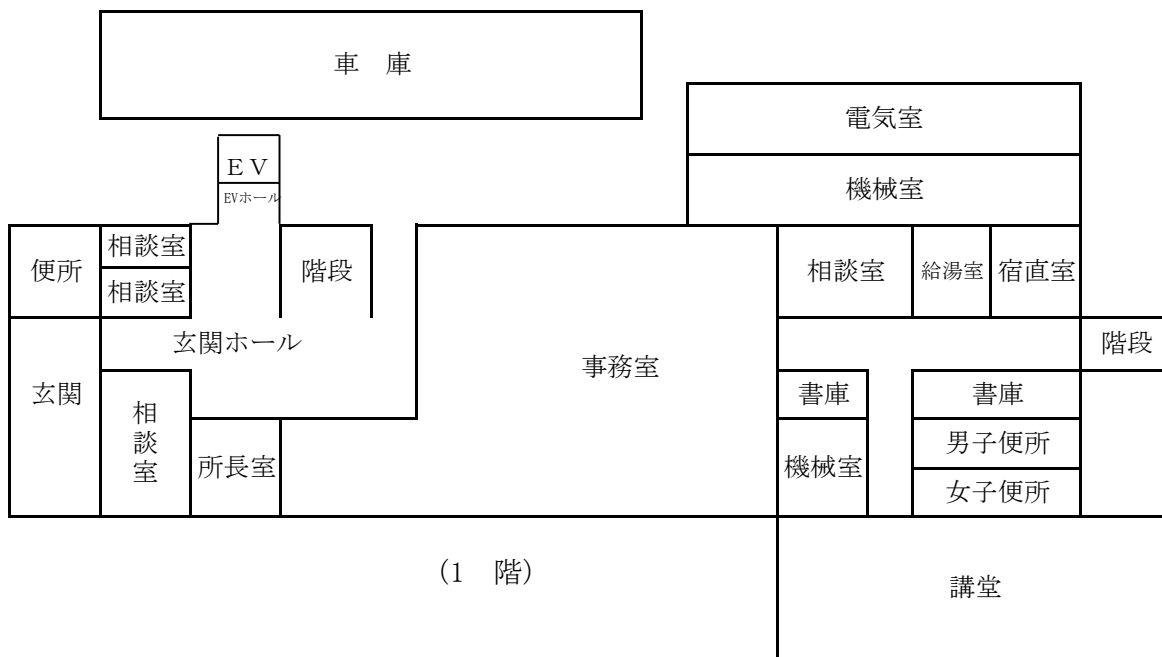 車　庫
電気室
機械室
ＥＶ
EVホール
便所
相談室
相談室
階段
相談室
給湯室
宿直室
玄関ホール
事務室
階段
玄関
相談室
所長室
書庫
書庫
機械室
男子便所
女子便所
（1　階）
講堂